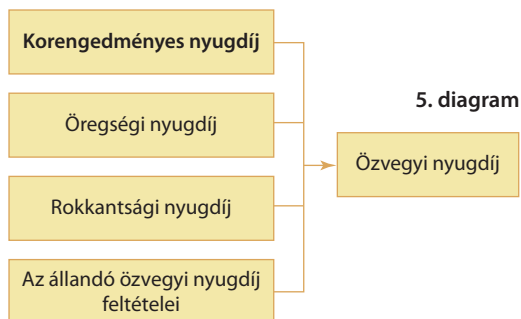 Korengedményes nyugdíj
5. diagram
Öregségi nyugdíj
Özvegyi nyugdíj
Rokkantsági nyugdíj
Az állandó özvegyi nyugdíj
feltételei